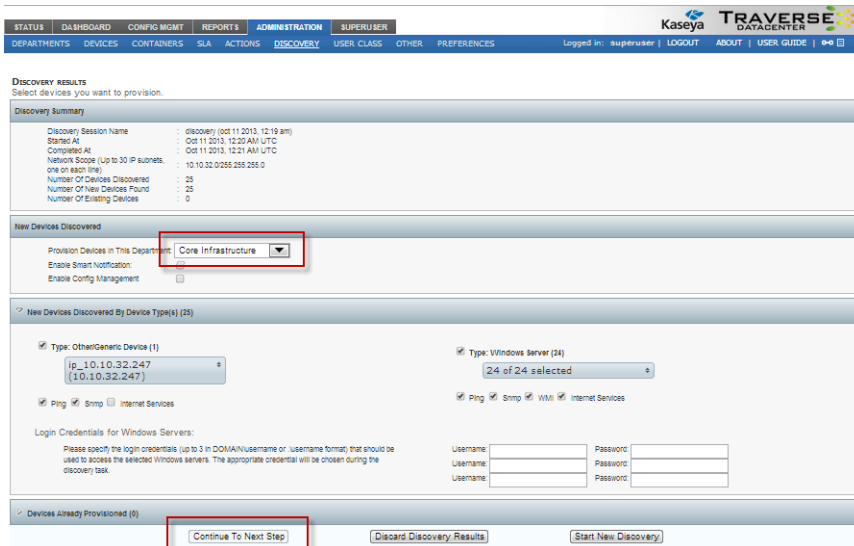 STATUS DASHBOARD CONFIG MGMT REPORTS ADMINISTRATION SUPERUSER
Kaseya TRAVERSE DATACENTER
DEPARTMENTS DEVICES CONTAINERS SLA ACTIONS DISCOVERY USER CLASS OTHER PREFERENCES Logged in: superuser | LOGOUT ABOUT | USER GUIDE |
DISCOVERY RESULTS
Select devices you want to provision.
Discovery Summary
Discovery Session Name : discovery (oct 11 2013, 12:19 am)
Started At : Oct 11 2013, 12:20 AM UTC
Completed At : Oct 11 2013, 12:21 AM UTC
Network Scope (Up to 30 IP subnets, one on each line) : 10.10.32.0/255.255.255.0
Number Of Devices Discovered : 25
Number Of New Devices Found : 25
Number Of Existing Devices : 0
New Devices Discovered
Provision Devices in This Department: Core Infrastructure
Enable Smart Notification:
Enable Config Management
New Devices Discovered By Device Type(s) (25)
Type: Other/Generic Device (1)
ip_10.10.32.247
(10.10.32.247)
Ping Snmp Internet Services
Type: Windows Server (24)
24 of 24 selected
Ping Snmp WMI Internet Services
Login Credentials for Windows Servers:
Please specify the login credentials (up to 3 in DOMAIN\username or .\username format) that should be
used to access the selected Windows servers. The appropriate credential will be chosen during the
discovery task.
Username: Password:
Username: Password:
Username: Password:
Devices Already Provisioned (0)
Continue To Next Step Discard Discovery Results Start New Discovery